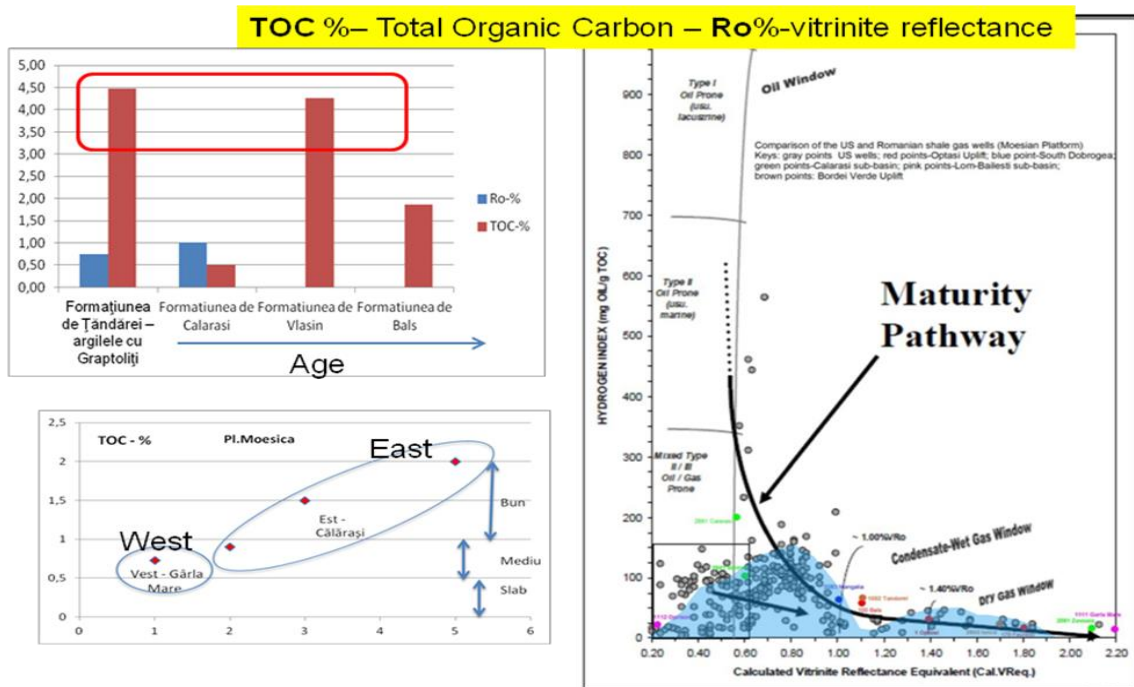 TOC %– Total Organic Carbon – Ro%-vitrinite reflectance
5,00
4,50
4,00
3,50
3,00
2,50
2,00
1,50
1,00
0,50
0,00
Ro-%
TOC-%
Formaţiunea
de Ţăndărei –
argilele cu
Graptoliţi
Formatiunea de
Calarasi
Formatiunea de
Vlasin
Formatiunea de
Bals
Age
2,5
2
1,5
1
0,5
0
TOC - %
Pl.Moesica
East
West
Est -
Călăraşi
Vest - Gârla
Mare
Bun
Mediu
Slab
0
1
2
3
4
5
6
HYDROGEN INDEX (mg OIL/g TOC)
900
800
700
600
500
400
300
200
100
0
Type I
Oil Prone
(usu.
lacustrine)
Oil Window
Comparison of the US and Romanian shale gas wells (Moesian Platform)
Keys: gray points US wells; red points-Optasi Uplift; blue point-South Dobrogea;
green points-Calarasi sub-basin; pink points-Lom-Bailesti sub-basin;
brown points: Bordei Verde Uplift
Type II
Oil Prone
(usu.
marine)
Maturity
Pathway
Mixed Type
II / III
Oil / Gas
Prone
~ 1.00%VRo
Condensate-Wet Gas Window
~ 1.40%VRo
Dry Gas Window
0.20
0.40
0.60
0.80
1.00
1.20
1.40
1.60
1.80
2.00
2.20
Calculated Vitrinite Reflectance Equivalent (Cal.VReq.)